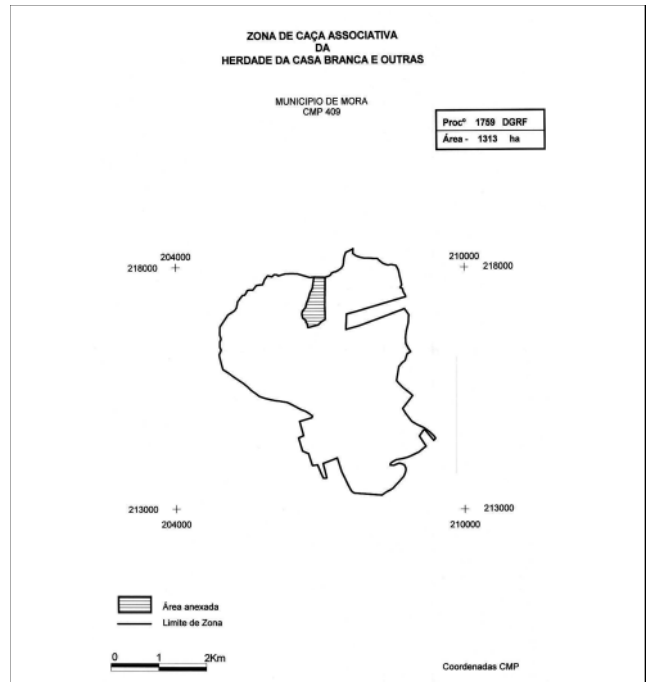 ZONA DE CAÇA ASSOCIATIVA
DA
HERDADE DA CASA BRANCA E OUTRAS
MUNICIPIO DE MORA
CMP 409
Procº 1759 DGRF
Área - 1313 ha
204000
218000
210000
218000
213000
204000
213000
210000
Área anexada
Limite de Zona
0 1 2Km
Coordenadas CMP